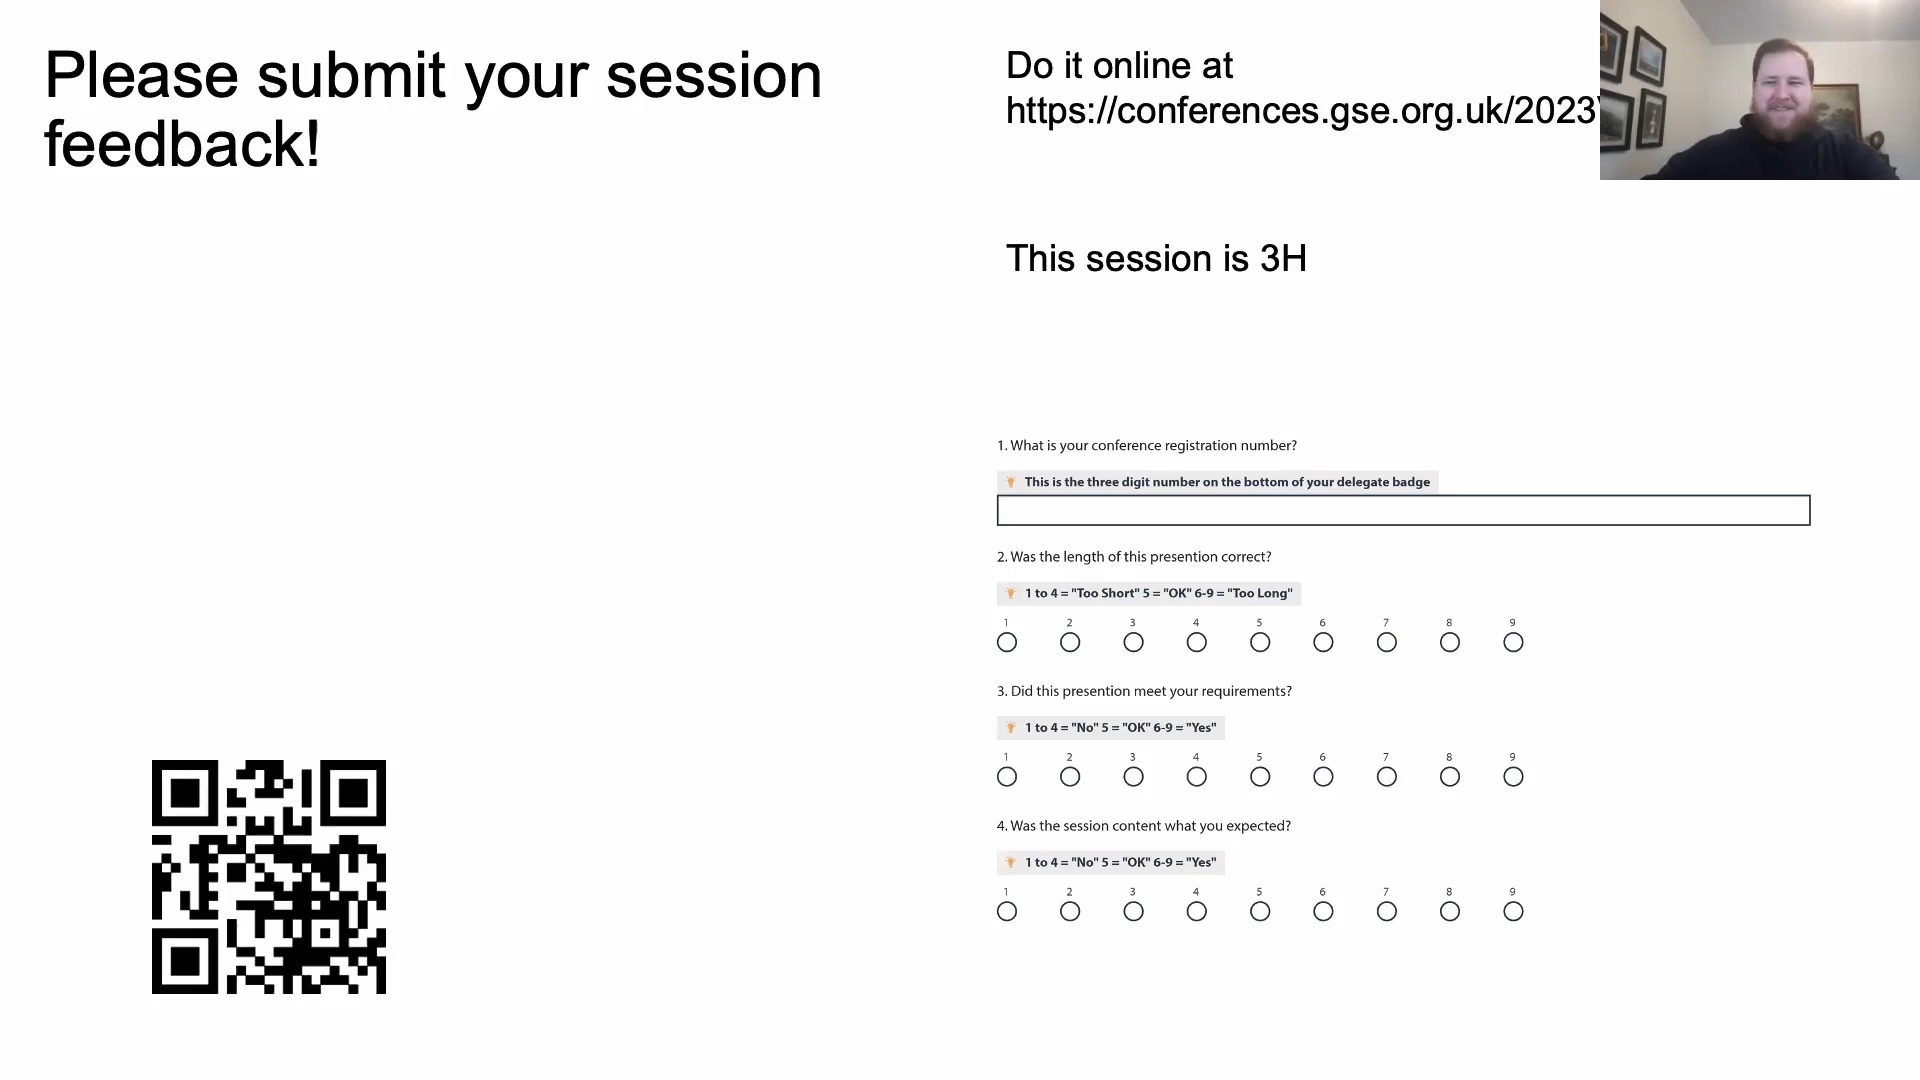 Please submit your session
feedback!
Do it online at
https://conferences.gse.org.uk/2023
This session is 3H
1. What is your conference registration number?
This is the three digit number on the bottom of your delegate badge
2. Was the length of this presention correct?
1 to 4 = "Too Short" 5 = "OK" 6-9 = "Too Long"
1 2 3 4 5 6 7 8 9
3. Did this presention meet your requirements?
1 to 4 = "No" 5 = "OK" 6-9 = "Yes"
1 2 3 4 5 6 7 8 9
4. Was the session content what you expected?
1 to 4 = "No" 5 = "OK" 6-9 = "Yes"
1 2 3 4 5 6 7 8 9